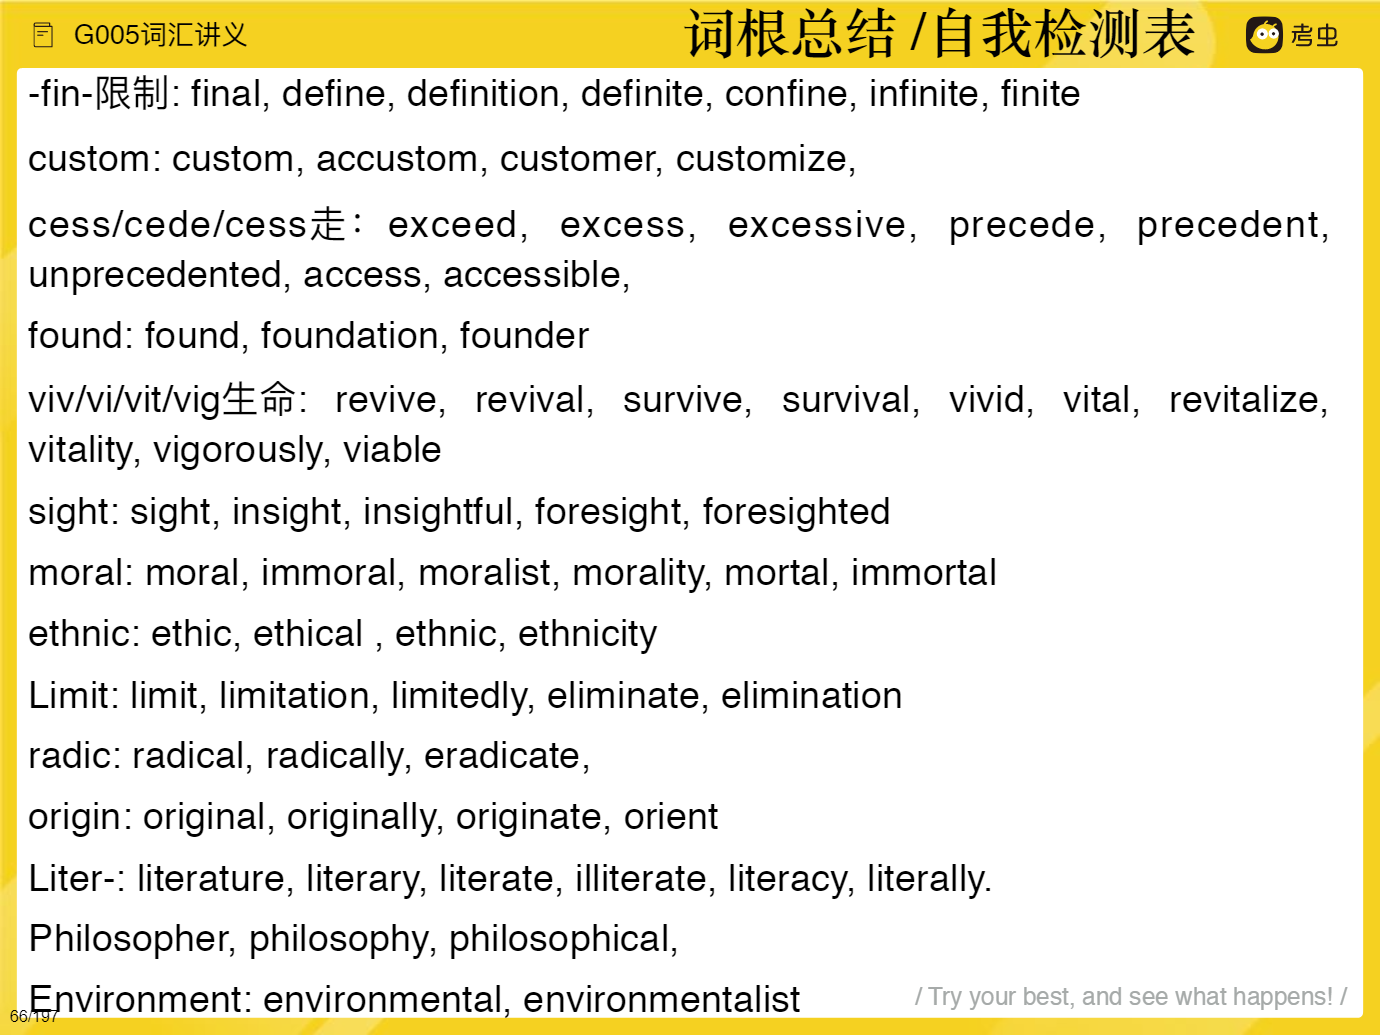 G005词汇讲义
词根总结 /自我检测表
考虫
-fin-限制: final, define, definition, definite, confine, infinite, finite
custom: custom, accustom, customer, customize,
cess/cede/cess走：exceed, excess, excessive, precede, precedent,
unprecedented, access, accessible,
found: found, foundation, founder
viv/vi/vit/vig生命: revive, revival, survive, survival, vivid, vital, revitalize,
vitality, vigorously, viable
sight: sight, insight, insightful, foresight, foresighted
moral: moral, immoral, moralist, morality, mortal, immortal
ethnic: ethic, ethical , ethnic, ethnicity
Limit: limit, limitation, limitedly, eliminate, elimination
radic: radical, radically, eradicate,
origin: original, originally, originate, orient
Liter-: literature, literary, literate, illiterate, literacy, literally.
Philosopher, philosophy, philosophical,
Environment: environmental, environmentalist
/ Try your best, and see what happens! /
66/197